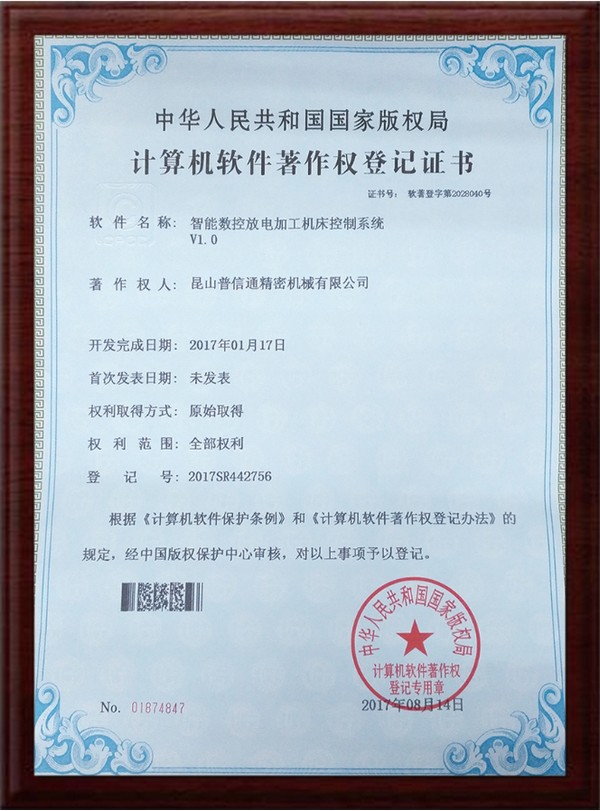 中华人民共和国国家版权局
计算机软件著作权登记证书
证书号: 软著登字第2028040号
软件名称: 智能数控放电加工机床控制系统
V1.0
著作权人: 昆山普信通精密机械有限公司
开发完成日期: 2017年01月17日
首次发表日期: 未发表
权利取得方式: 原始取得
权利范围: 全部权利
登记号: 2017SR442756
根据《计算机软件保护条例》和《计算机软件著作权登记办法》的
规定，经中国版权保护中心审核，对以上事项予以登记。
中华人民共和国国家版权局
计算机软件著作权
登记专用章
No. 01874847
2017年08月14日